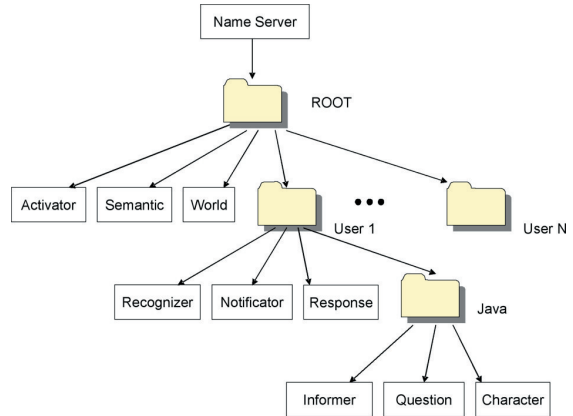 Name Server
ROOT
Activator
Semantic
World
User 1
User N
Recognizer
Notificator
Response
Java
Informer
Question
Character